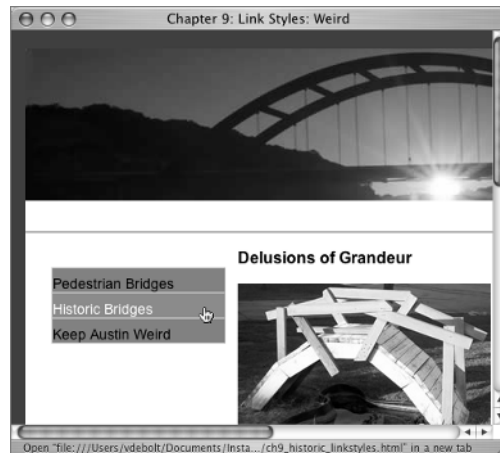 Chapter 9: Link Styles: Weird
Delusions of Grandeur
Pedestrian Bridges
Historic Bridges
Keep Austin Weird
Open "file:///Users/vdebolt/Documents/Insta.../ch9_historic_linkstyles.html" in a new tab